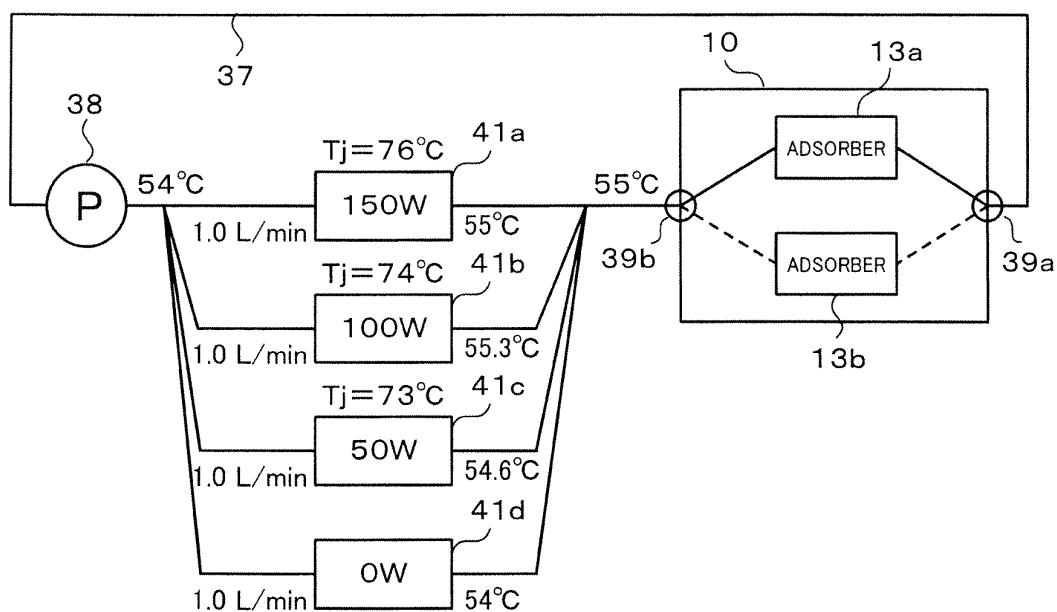 37
10
13a
38
Tj=76°C
41a
ADSORBER
P
54°C
150W
55°C
1.0 L/min
55°C
39b
39a
Tj=74°C
41b
ADSORBER
100W
1.0 L/min
55.3°C
13b
Tj=73°C
41c
50W
1.0 L/min
54.6°C
41d
0W
1.0 L/min
54°C